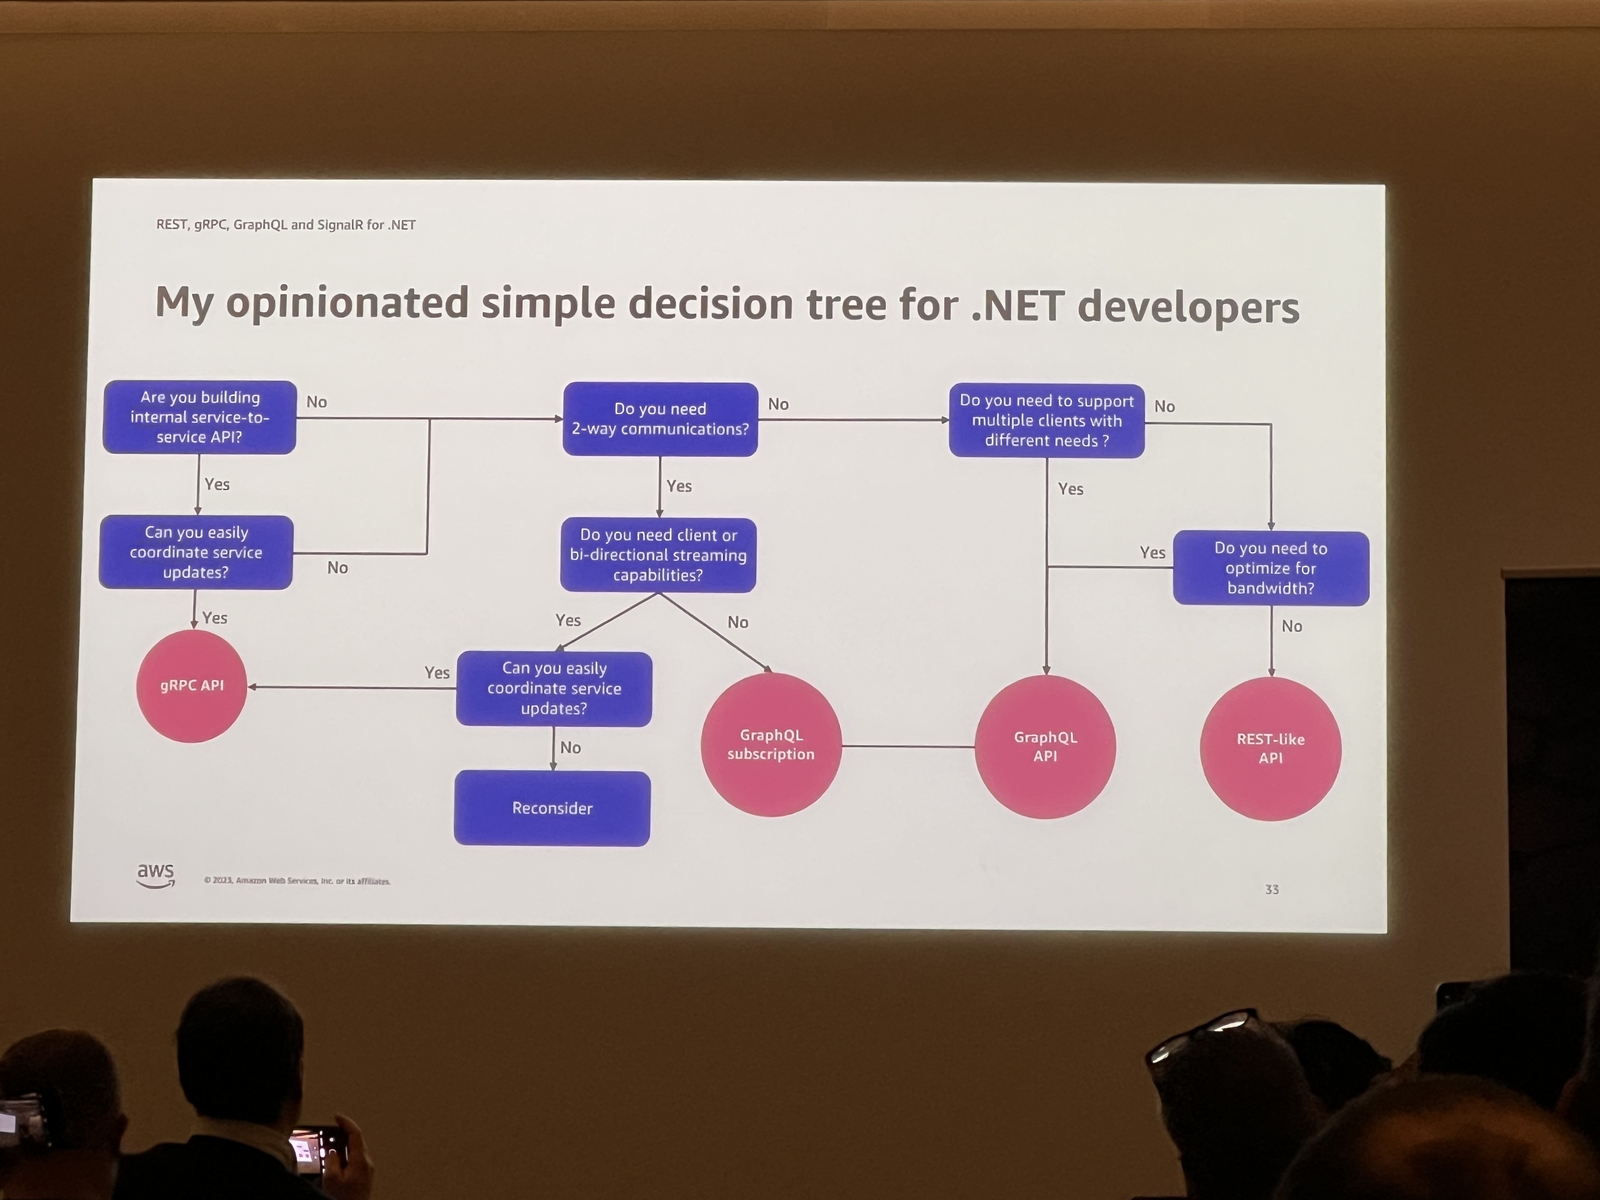 REST, gRPC, GraphQL and SignalR for .NET
My opinionated simple decision tree for .NET developers
Are you building
internal service-to-
service API?
No
Do you need
2-way communications?
No
Do you need to support
multiple clients with
different needs ?
No
Yes
Yes
Yes
Can you easily
coordinate service
updates?
No
Do you need client or
bi-directional streaming
capabilities?
Yes
Do you need to
optimize for
bandwidth?
Yes
Yes
No
No
gRPC API
Yes
Can you easily
coordinate service
updates?
GraphQL
subscription
GraphQL
API
REST-like
API
No
Reconsider
aws
© 2023, Amazon Web Services, Inc. or its affiliates.
33